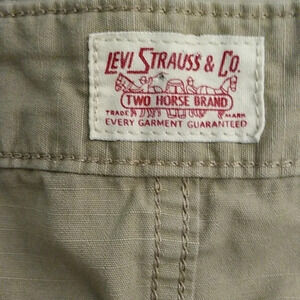 LEVI STRAUSS & CO.
TWO HORSE BRAND
TRADE MARK
EVERY GARMENT GUARANTEED